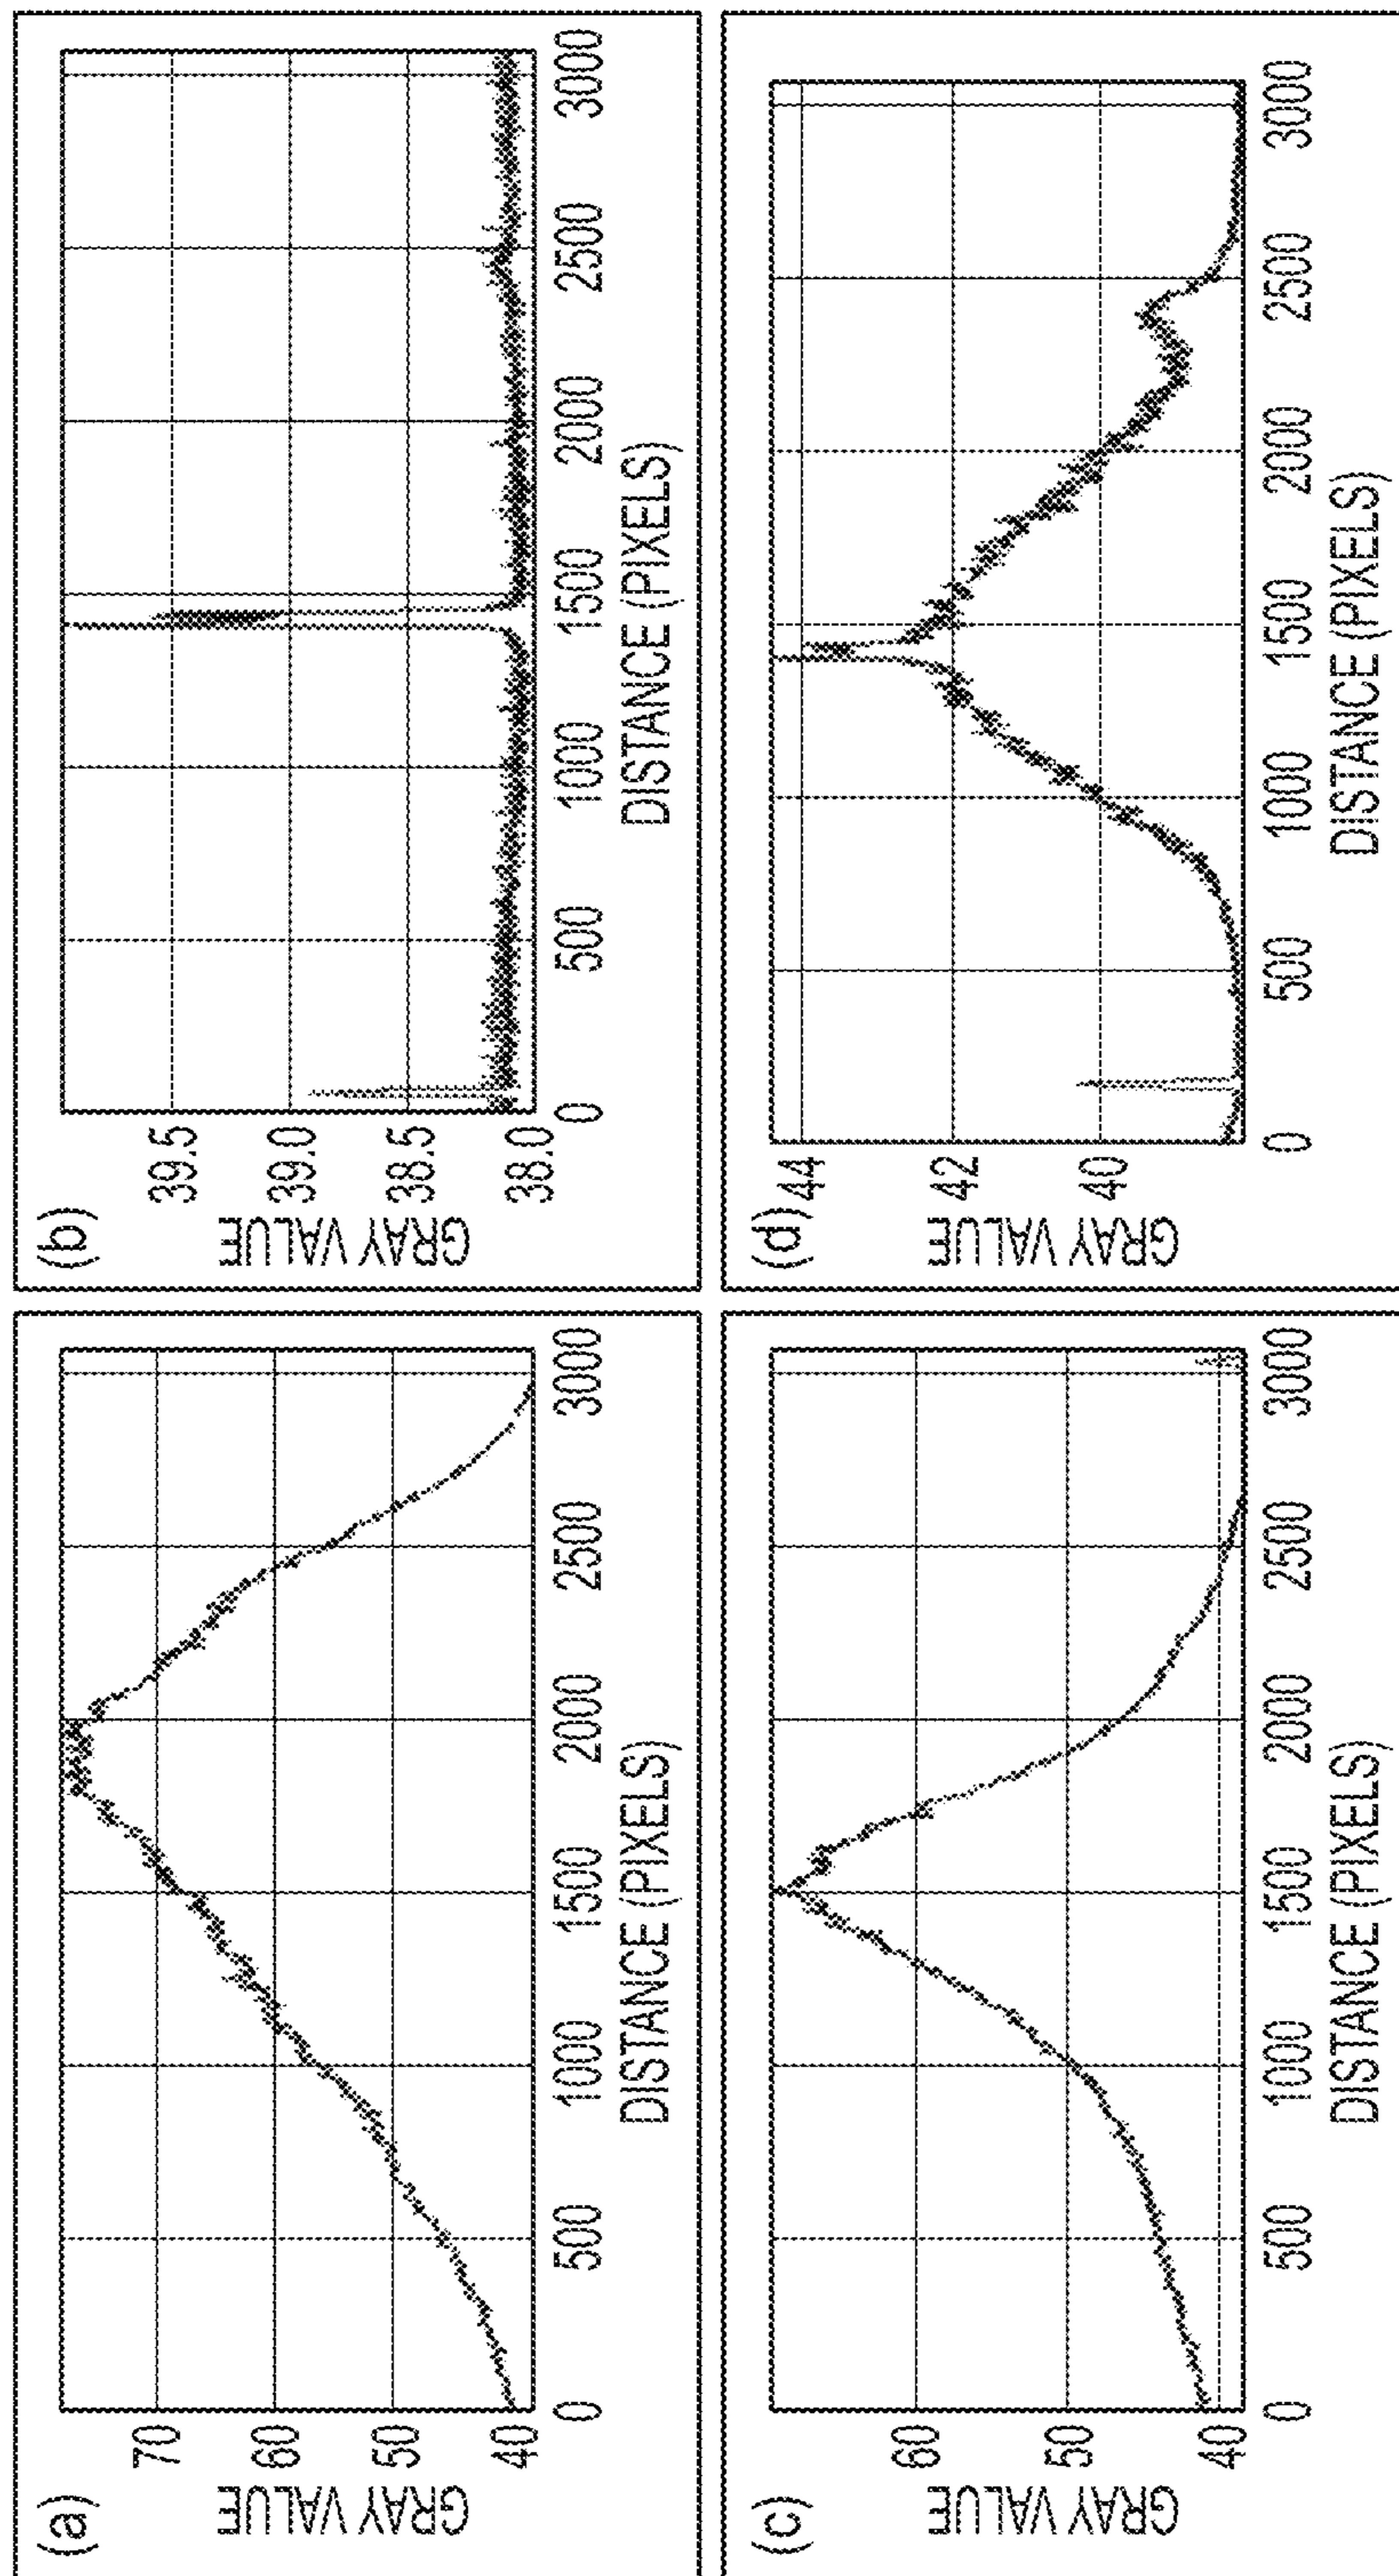 (a)
GRAY VALUE
70
60
50
40
0 500 1000 1500 2000 2500 3000
DISTANCE (PIXELS)
(b)
GRAY VALUE
39.5
39.0
38.5
38.0
0 500 1000 1500 2000 2500 3000
DISTANCE (PIXELS)
(c)
GRAY VALUE
60
50
40
0 500 1000 1500 2000 2500 3000
DISTANCE (PIXELS)
(d)
GRAY VALUE
44
42
40
0 500 1000 1500 2000 2500 3000
DISTANCE (PIXELS)